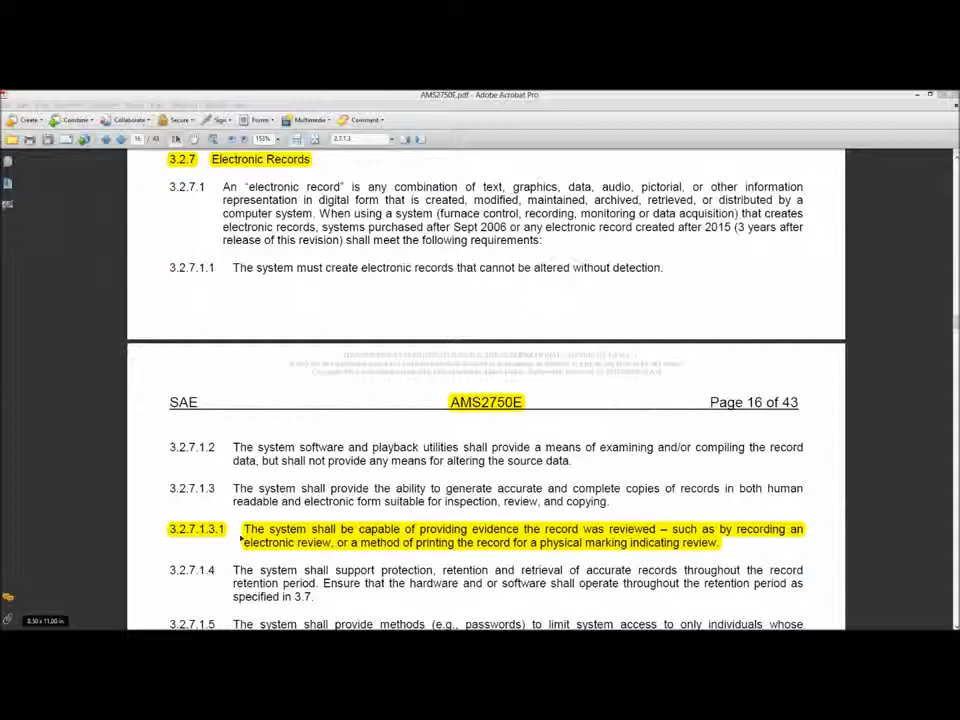 AMS2750E.pdf - Adobe Acrobat Pro
Create Combine Collaborate Secure Sign Forms Multimedia Comment
16 / 43 153% 2.7.1.3
3.2.7 Electronic Records
3.2.7.1 An “electronic record” is any combination of text, graphics, data, audio, pictorial, or other information
representation in digital form that is created, modified, maintained, archived, retrieved, or distributed by a
computer system. When using a system (furnace control, recording, monitoring or data acquisition) that creates
electronic records, systems purchased after Sept 2006 or any electronic record created after 2015 (3 years after
release of this revision) shall meet the following requirements:
3.2.7.1.1 The system must create electronic records that cannot be altered without detection.
SAE AMS2750E Page 16 of 43
3.2.7.1.2 The system software and playback utilities shall provide a means of examining and/or compiling the record
data, but shall not provide any means for altering the source data.
3.2.7.1.3 The system shall provide the ability to generate accurate and complete copies of records in both human
readable and electronic form suitable for inspection, review, and copying.
3.2.7.1.3.1 The system shall be capable of providing evidence the record was reviewed – such as by recording an
electronic review, or a method of printing the record for a physical marking indicating review.
3.2.7.1.4 The system shall support protection, retention and retrieval of accurate records throughout the record
retention period. Ensure that the hardware and or software shall operate throughout the retention period as
specified in 3.7.
3.2.7.1.5 The system shall provide methods (e.g., passwords) to limit system access to only individuals whose
8.50 x 11.00 in